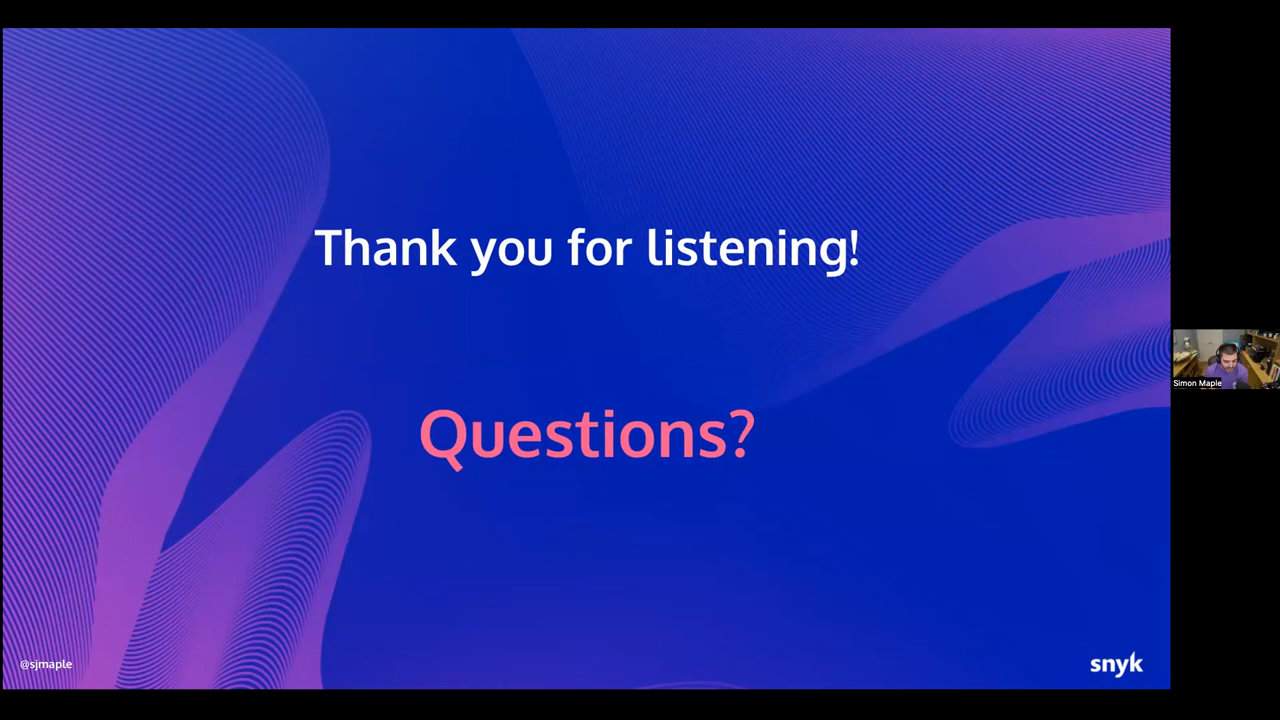 Thank you for listening!
Questions?
Simon Maple
@sjmaple
snyk